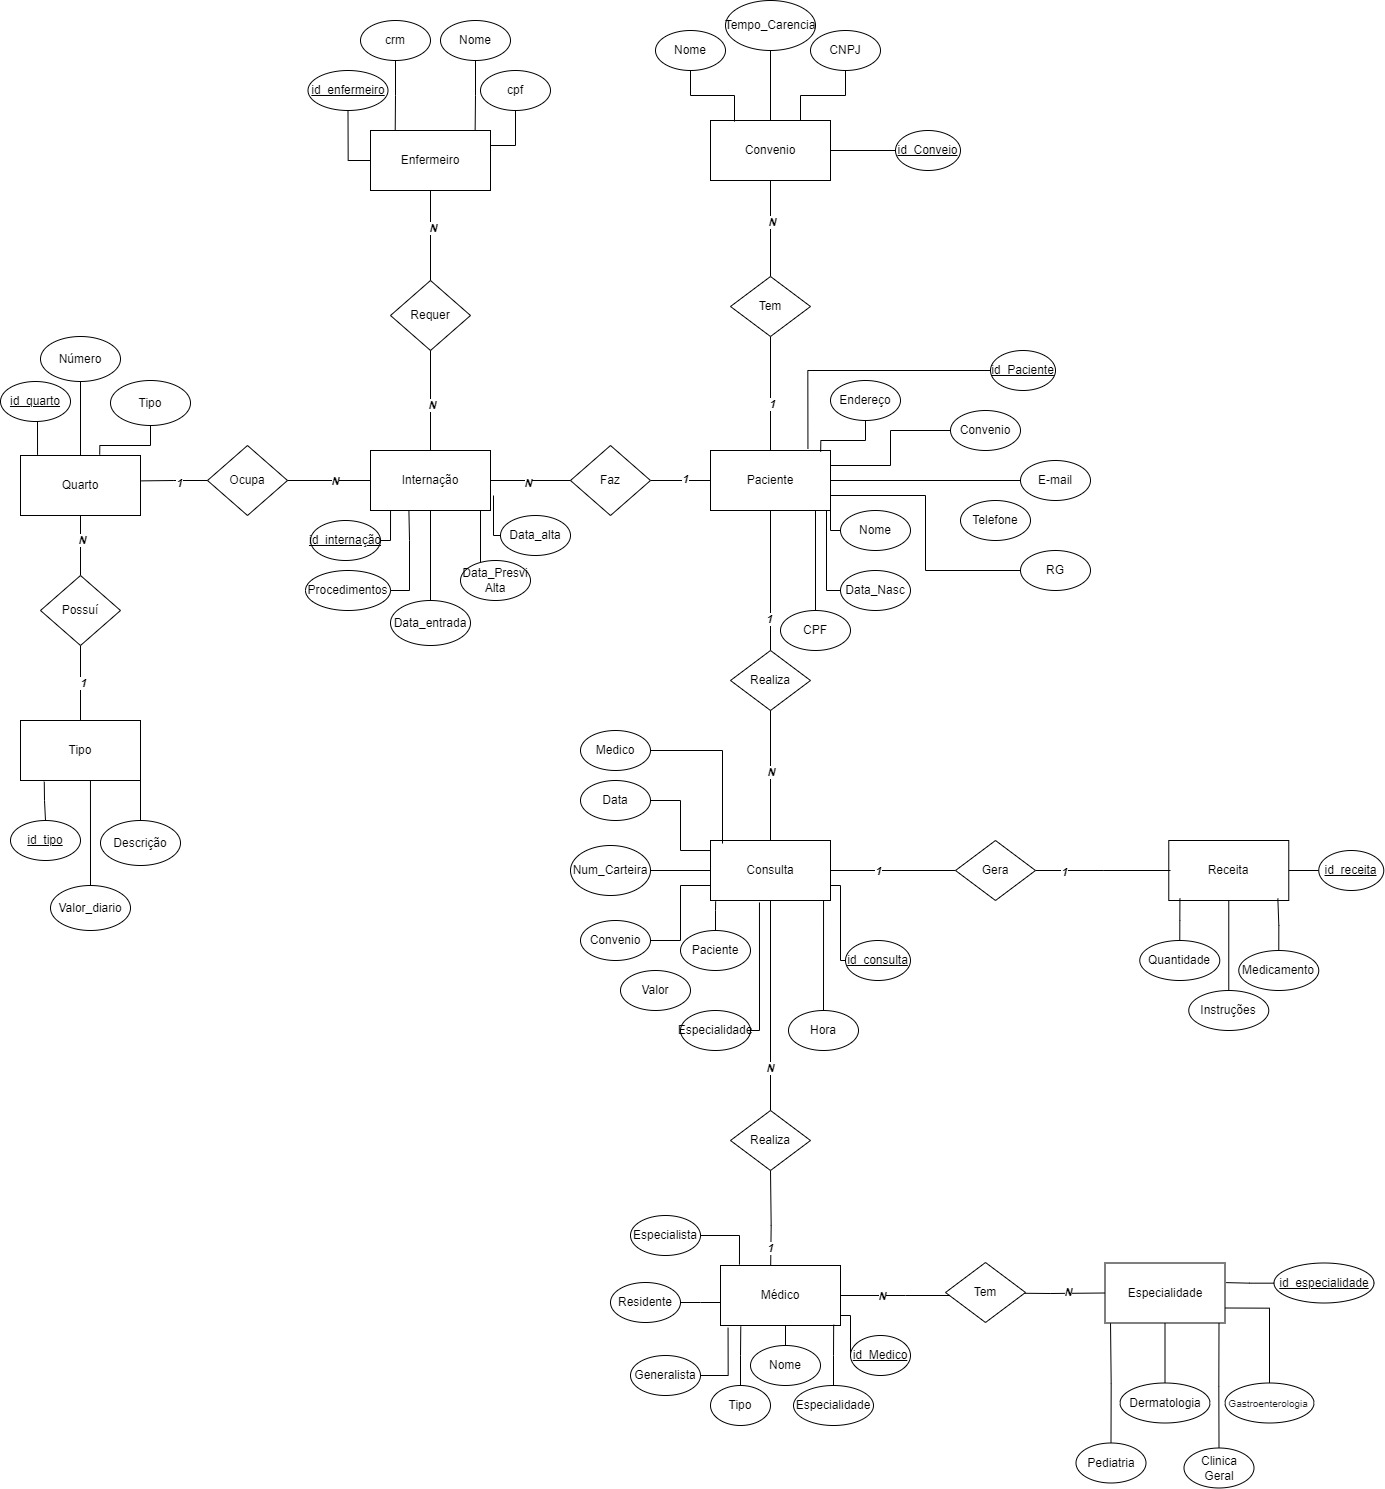 Tempo_Carencia
crm
Nome
Nome
CNPJ
id_enfermeiro
cpf
Enfermeiro
Convenio
id_Conveio
N
N
Requer
Tem
Número
id_quarto
Tipo
id_Paciente
Endereço
Convenio
N
1
Quarto
1
Ocupa
N
Internação
N
Faz
1
Paciente
E-mail
Telefone
Nome
RG
Data_Nasc
CPF
id_internação
Data_alta
Procedimentos
Data_Presvi
Alta
Data_entrada
N
Possuí
1
Tipo
id_tipo
Descrição
Valor_diario
1
Realiza
N
Medico
Data
Num_Carteira
Consulta
1
Gera
1
Receita
id_receita
Convenio
Paciente
id_consulta
Valor
Especialidade
Hora
Quantidade
Medicamento
Instruções
N
Realiza
1
Especialista
Residente
Médico
N
Tem
N
Especialidade
id_especialidade
Generalista
Tipo
Nome
Especialidade
id_Medico
Dermatologia
Gastroenterologia
Pediatria
Clinica
Geral